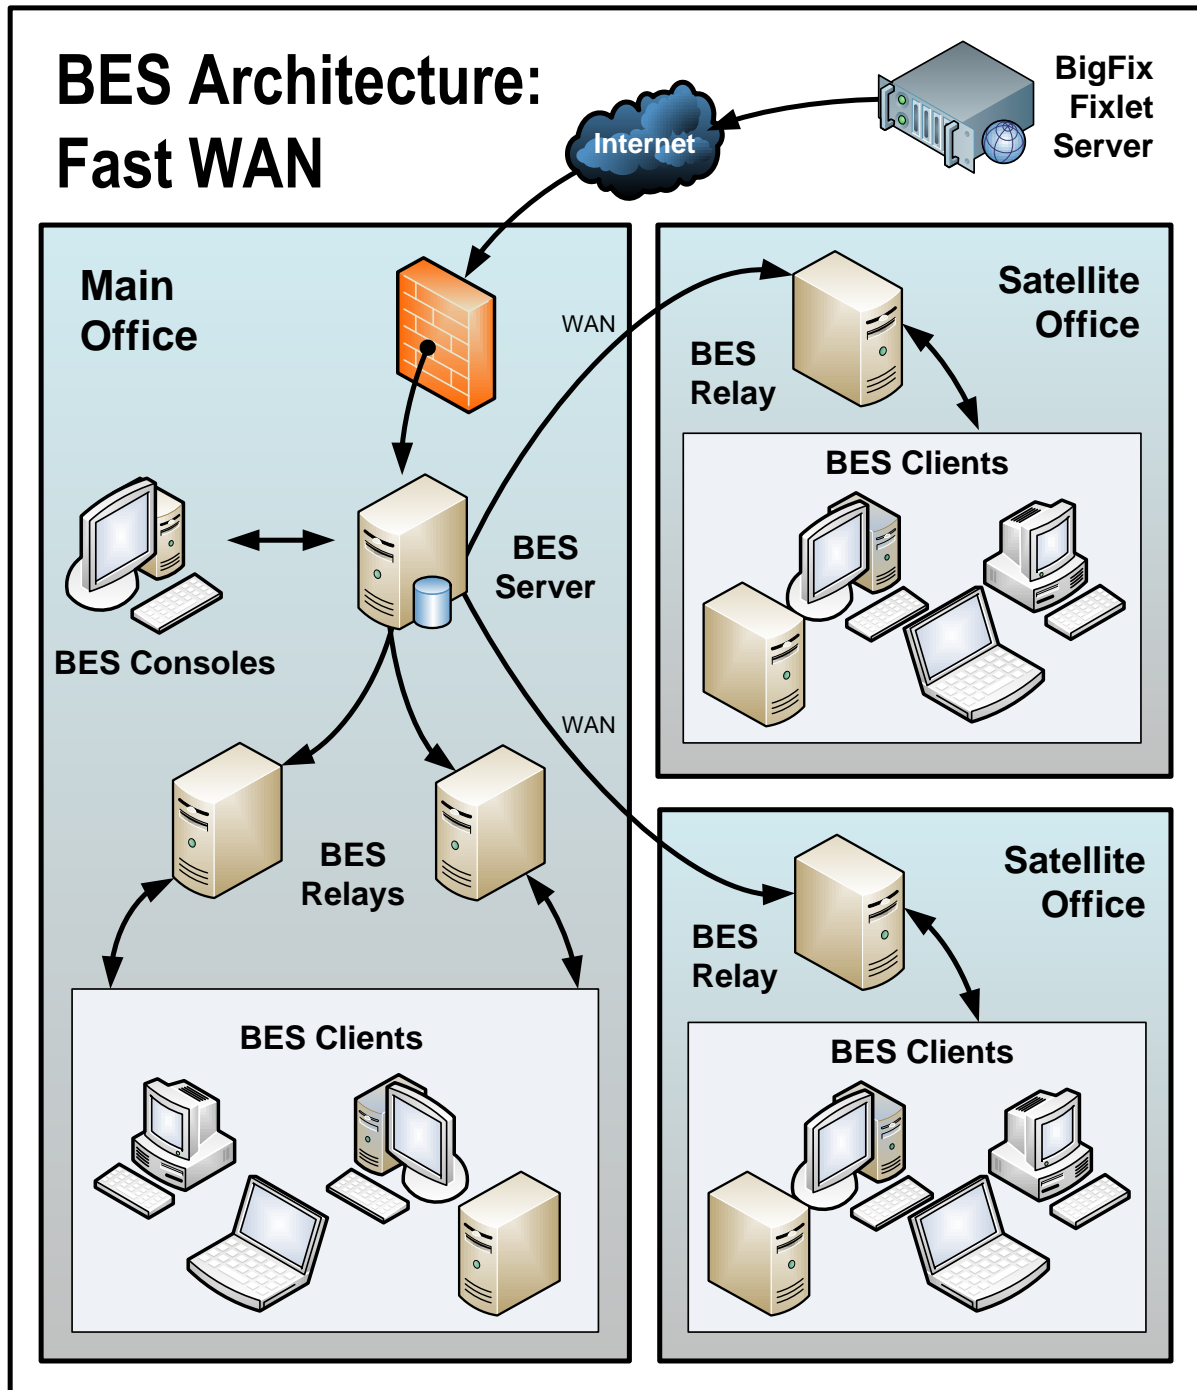 BES Architecture:
Fast WAN
BigFix
Fixlet
Server
Internet
Main
Office
WAN
BES
Server
BES Consoles
WAN
BES
Relays
BES Clients
Satellite
Office
BES
Relay
BES Clients
Satellite
Office
BES
Relay
BES Clients